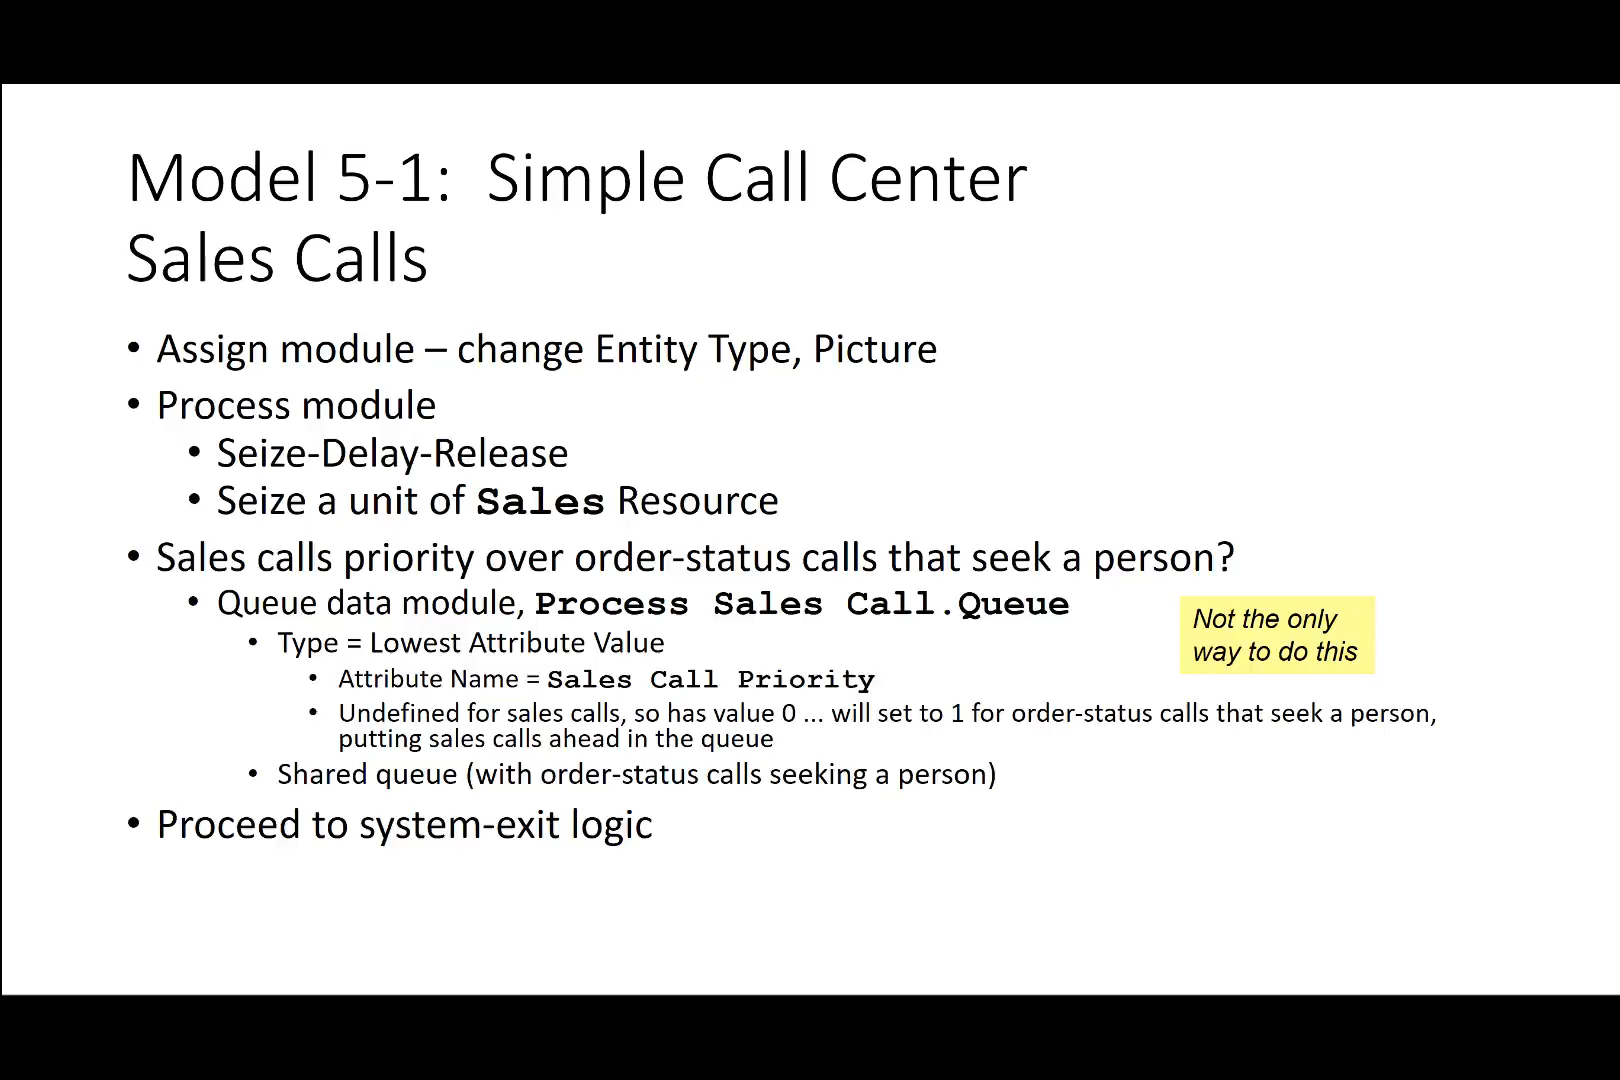 Model 5-1:  Simple Call Center
Sales Calls
• Assign module – change Entity Type, Picture
• Process module
• Seize-Delay-Release
• Seize a unit of Sales Resource
• Sales calls priority over order-status calls that seek a person?
• Queue data module, Process Sales Call.Queue
• Type = Lowest Attribute Value
• Attribute Name = Sales Call Priority
• Undefined for sales calls, so has value 0 ... will set to 1 for order-status calls that seek a person,
putting sales calls ahead in the queue
• Shared queue (with order-status calls seeking a person)
• Proceed to system-exit logic
Not the only
way to do this